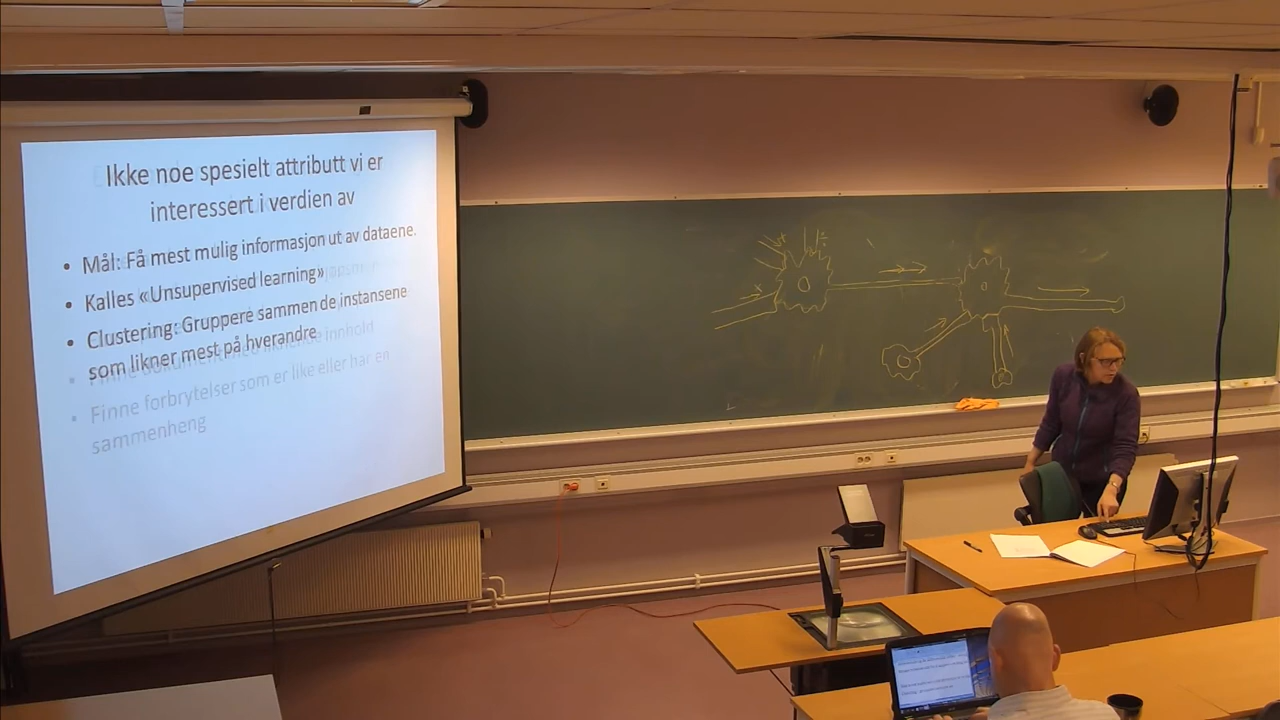 Ikke noe spesielt attributt vi er
interessert i verdien av
• Mål: Få mest mulig informasjon ut av dataene.
• Kalles «Unsupervised learning»
• Clustering: Gruppere sammen de instansene
som likner mest på hverandre
• Finne forbrytelser som er like eller har en
sammenheng